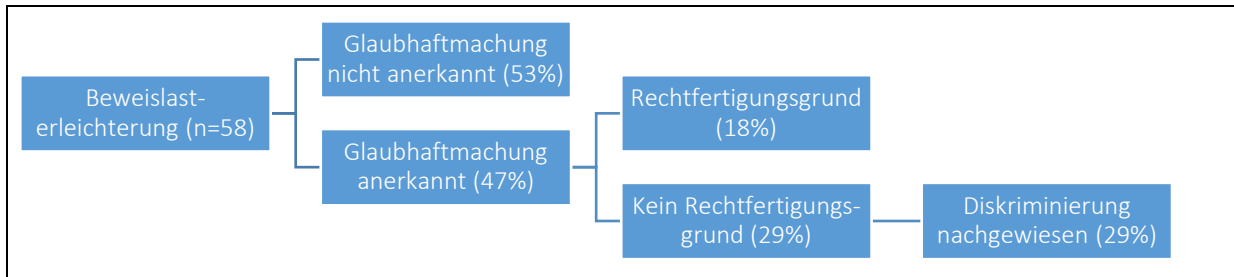 Glaubhaftmachung
nicht anerkannt (53%)
Beweislast-
erleichterung (n=58)
Rechtfertigungsgrund
(18%)
Glaubhaftmachung
anerkannt (47%)
Kein Rechtfertigungs-
grund (29%)
Diskriminierung
nachgewiesen (29%)